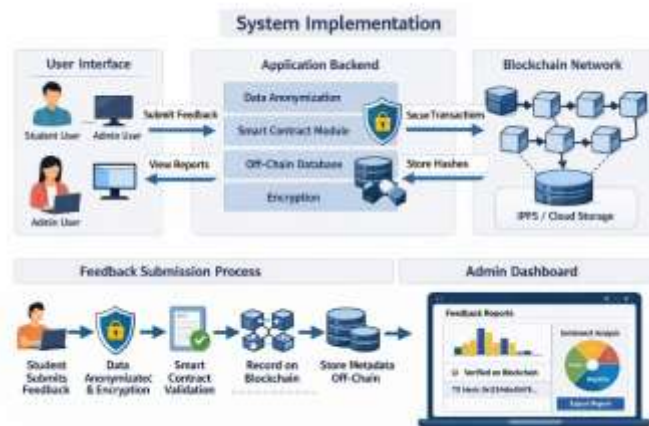 System Implementation
User Interface
Application Backend
Blockchain Network
Student User
Admin User
Admin User
Submit Feedback
View Reports
Data Anonymization
Smart Contract Module
Off-Chain Database
Encryption
Transactions
Store Hashes
IPFS / Cloud Storage
Feedback Submission Process
Admin Dashboard
Student
Submits
Feedback
Data
& Encryption
Smart
Contract
Validation
Record on
Blockchain
Store Metadata
Off-Chain
Feedback Reports
Analysis
Verified on Blockchain
Export Report